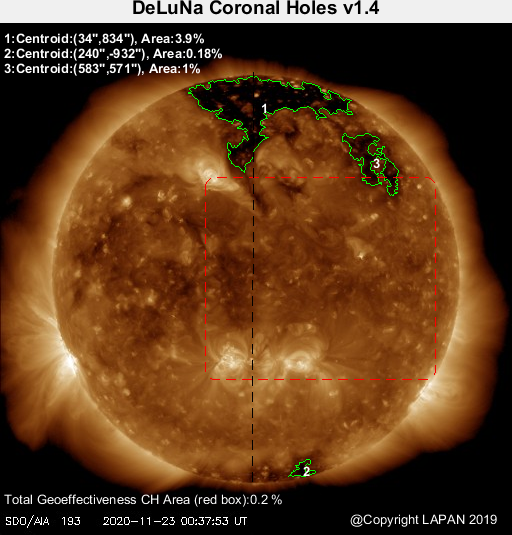 DeLuNa Coronal Holes v1.4
1:Centroid:(34",834"), Area:3.9%
2:Centroid:(240",-932"), Area:0.18%
3:Centroid:(583",571"), Area:1%
1
3
2
Total Geoeffectiveness CH Area (red box):0.2 %
SDO/AIA 193 2020-11-23 00:37:53 UT
@Copyright LAPAN 2019